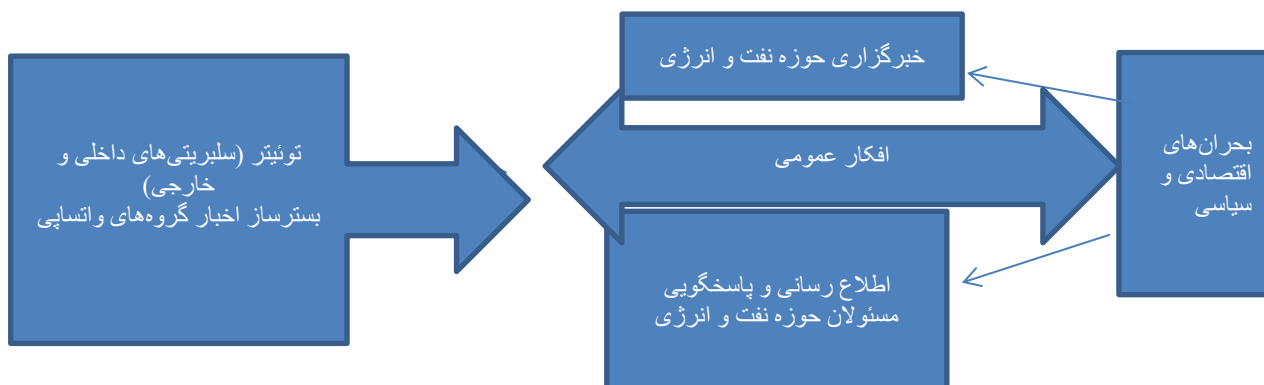 خبرگزاری حوزه نفت و انرژی
بحران‌های
اقتصادی و
سیاسی
افکار عمومی
توئیتر (سلبریتی‌های داخلی و
خارجی)
بسترساز اخبار گروه‌های واتساپی
اطلاع رسانی و پاسخگویی
مسئولان حوزه نفت و انرژی